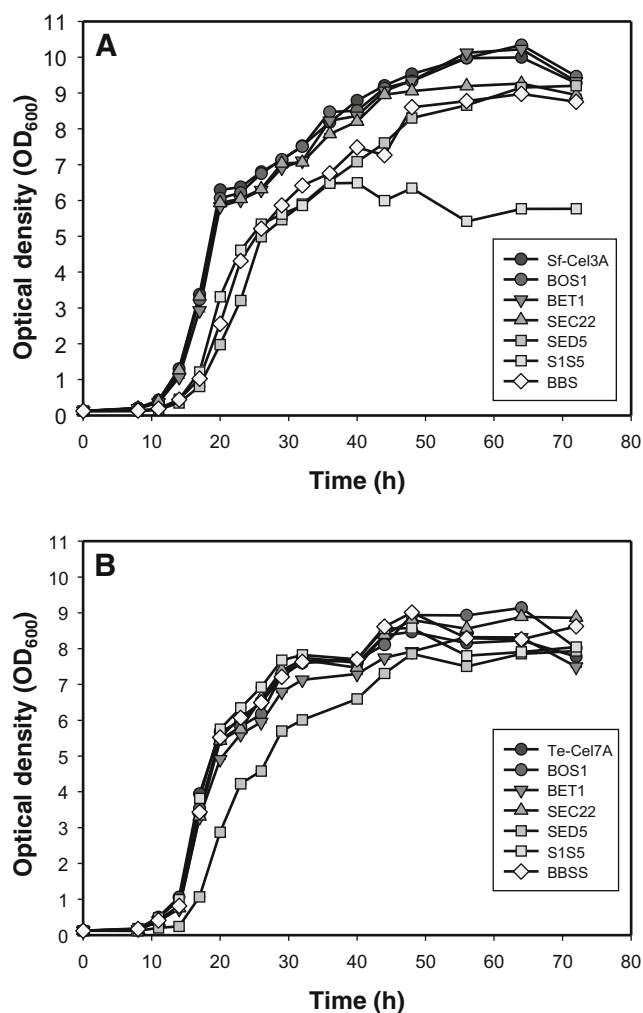 A
Optical density (OD600)
11
10
9
8
7
6
5
4
3
2
1
0
Sf-Cel3A
BOS1
BET1
SEC22
SED5
S1S5
BBS
0 10 20 30 40 50 60 70 80
Time (h)
B
Optical density (OD600)
11
10
9
8
7
6
5
4
3
2
1
0
Te-Cel7A
BOS1
BET1
SEC22
SED5
S1S5
BBSS
0 10 20 30 40 50 60 70 80
Time (h)